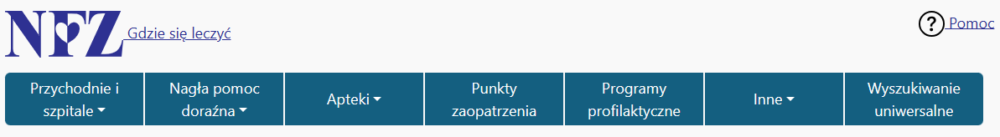 NFZ Gdzie się leczyć
Pomoc
Przychodnie i
szpitale
Nagła pomoc
doraźna
Apteki
Punkty
zaopatrzenia
Programy
profilaktyczne
Inne
Wyszukiwanie
uniwersalne